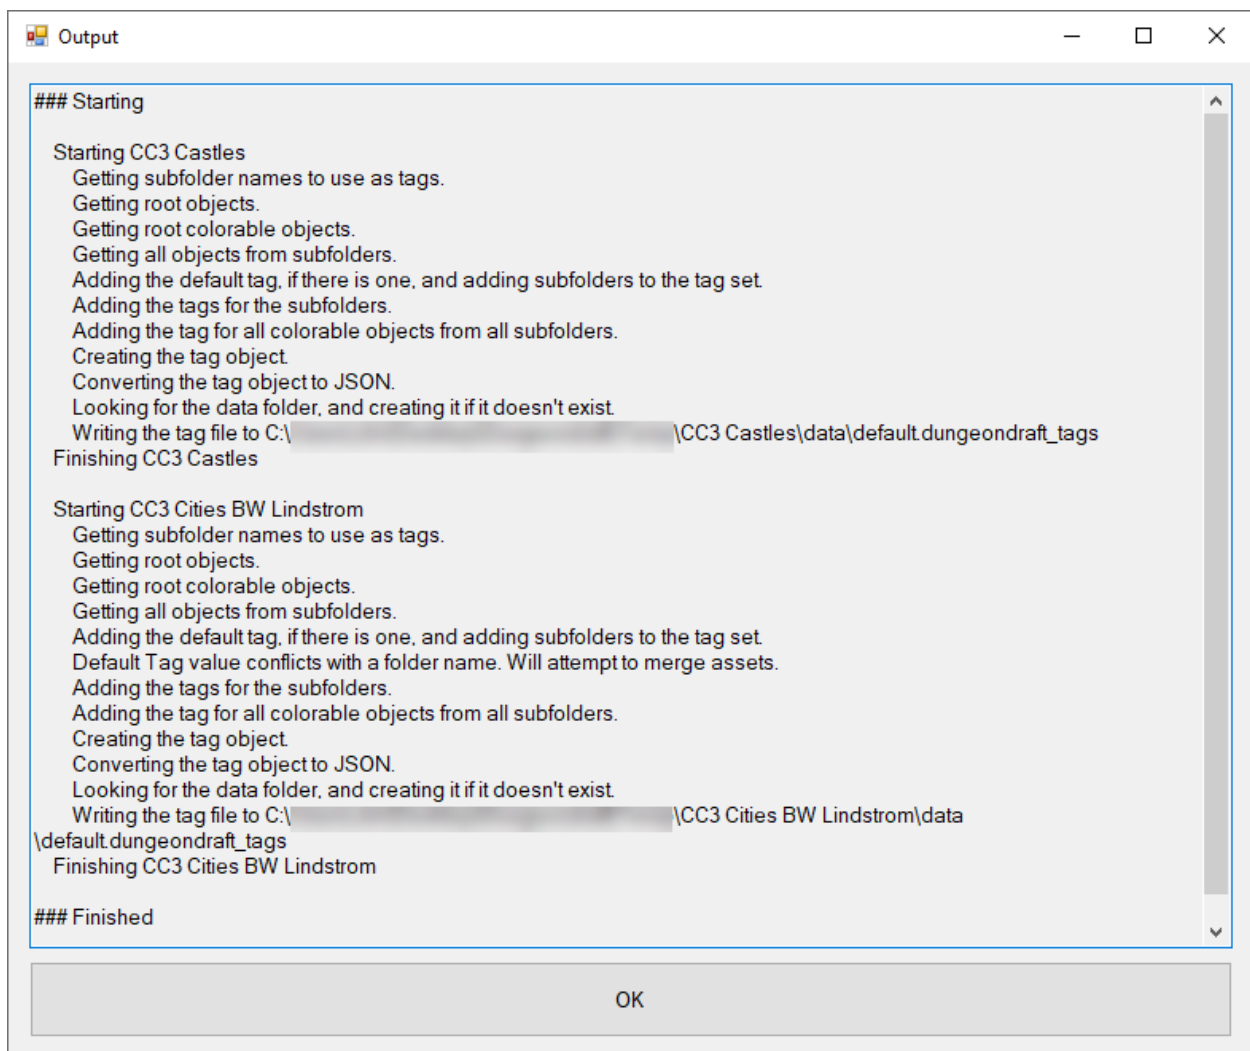 Output
### Starting
Starting CC3 Castles
Getting subfolder names to use as tags.
Getting root objects.
Getting root colorable objects.
Getting all objects from subfolders.
Adding the default tag, if there is one, and adding subfolders to the tag set.
Adding the tags for the subfolders.
Adding the tag for all colorable objects from all subfolders.
Creating the tag object.
Converting the tag object to JSON.
Looking for the data folder, and creating it if it doesn't exist.
Writing the tag file to C:\ \CC3 Castles\data\default.dungeondraft_tags
Finishing CC3 Castles
Starting CC3 Cities BW Lindstrom
Getting subfolder names to use as tags.
Getting root objects.
Getting root colorable objects.
Getting all objects from subfolders.
Adding the default tag, if there is one, and adding subfolders to the tag set.
Default Tag value conflicts with a folder name. Will attempt to merge assets.
Adding the tags for the subfolders.
Adding the tag for all colorable objects from all subfolders.
Creating the tag object.
Converting the tag object to JSON.
Looking for the data folder, and creating it if it doesn't exist.
Writing the tag file to C:\ \CC3 Cities BW Lindstrom\data
\default.dungeondraft_tags
Finishing CC3 Cities BW Lindstrom
### Finished
OK